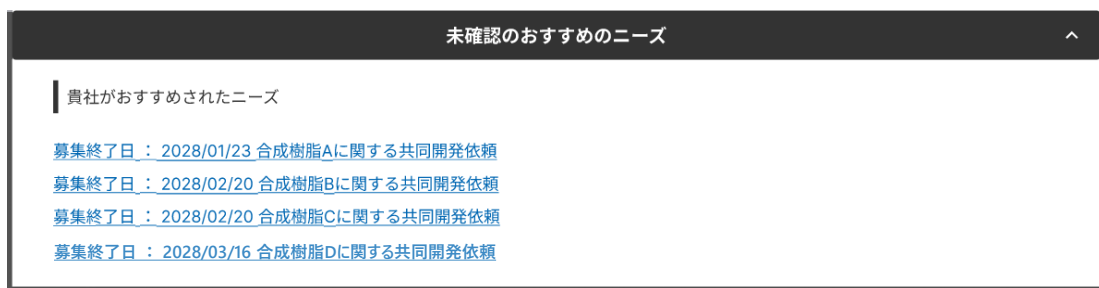 未確認のおすすめのニーズ
貴社がおすすめされたニーズ
募集終了日 ： 2028/01/23 合成樹脂Aに関する共同開発依頼
募集終了日 ： 2028/02/20 合成樹脂Bに関する共同開発依頼
募集終了日 ： 2028/02/20 合成樹脂Cに関する共同開発依頼
募集終了日 ： 2028/03/16 合成樹脂Dに関する共同開発依頼